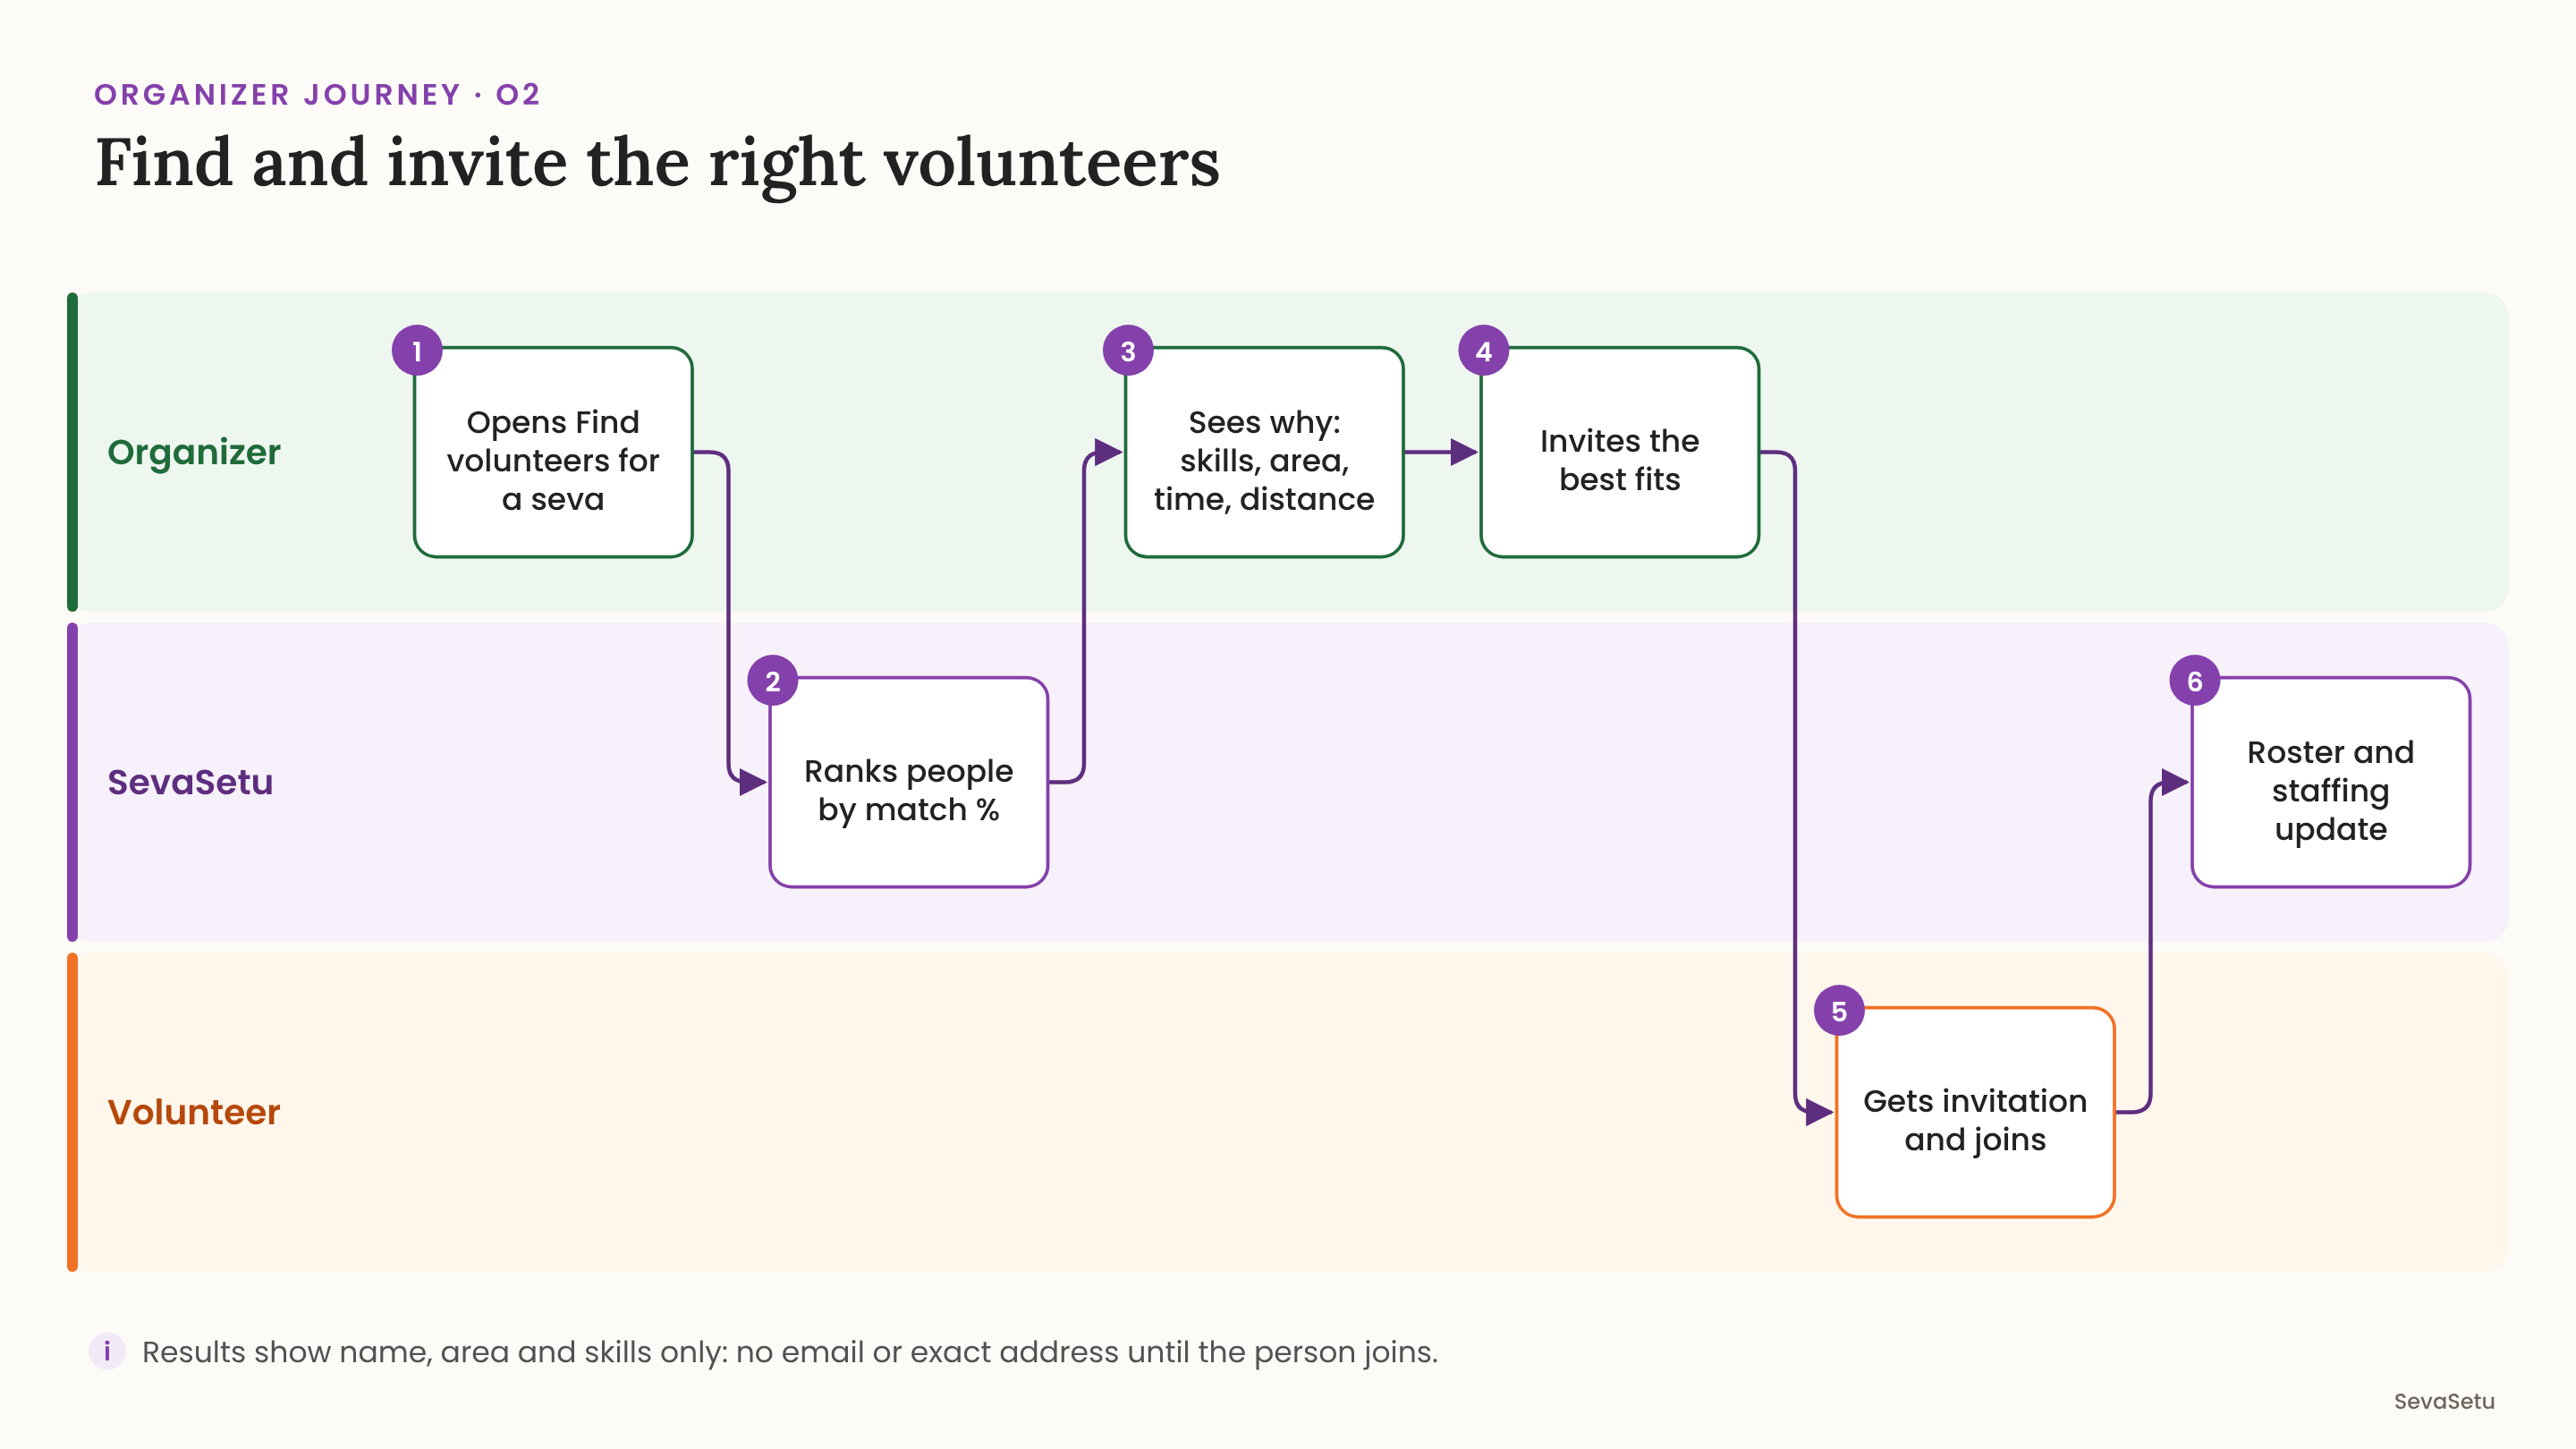 ORGANIZER JOURNEY · O2
Find and invite the right volunteers
Organizer
1
Opens Find
volunteers for
a seva
3
Sees why:
skills, area,
time, distance
4
Invites the
best fits
SevaSetu
2
Ranks people
by match %
6
Roster and
staffing
update
Volunteer
5
Gets invitation
and joins
i Results show name, area and skills only: no email or exact address until the person joins.
SevaSetu